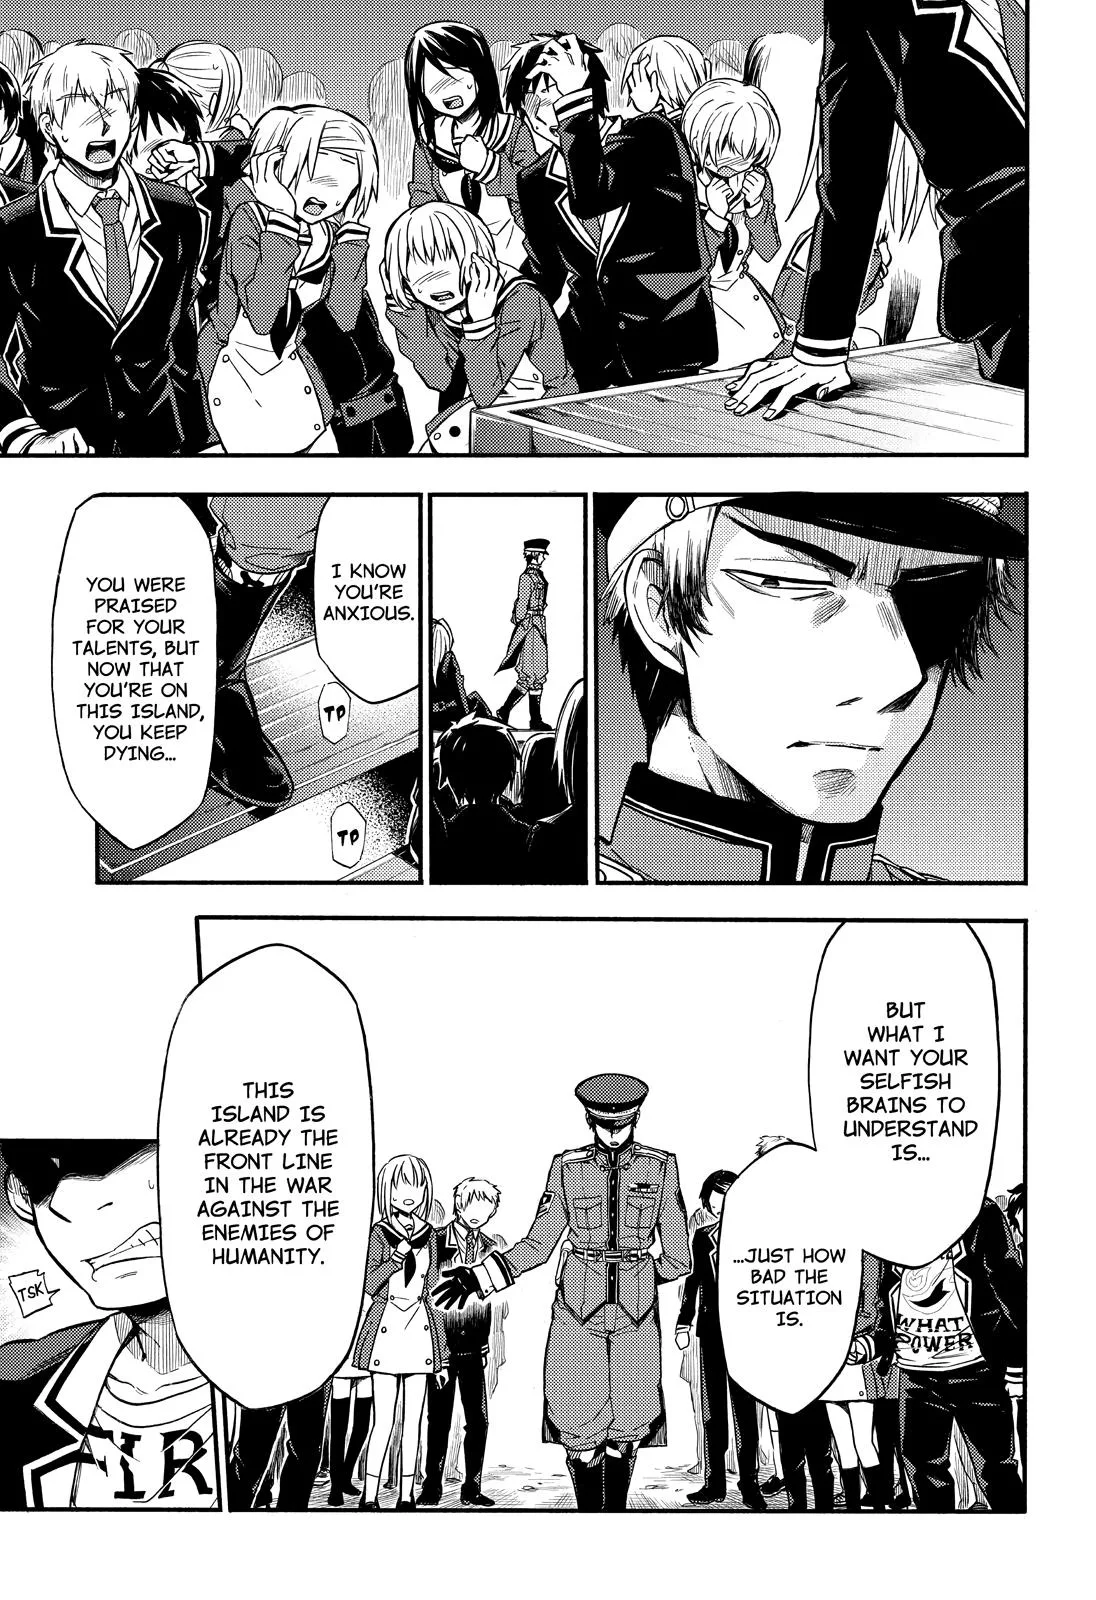 I KNOW
YOU'RE
ANXIOUS.
YOU WERE
PRAISED
FOR YOUR
TALENTS, BUT
NOW THAT
YOU'RE ON
THIS ISLAND,
YOU KEEP
DYING...
TP
TP
BUT
WHAT I
WANT YOUR
SELFISH
BRAINS TO
UNDERSTAND
IS...
...JUST HOW
BAD THE
SITUATION
IS.
WHAT
POWER
THIS
ISLAND IS
ALREADY THE
FRONT LINE
IN THE WAR
AGAINST THE
ENEMIES OF
HUMANITY.
TSK
FIR